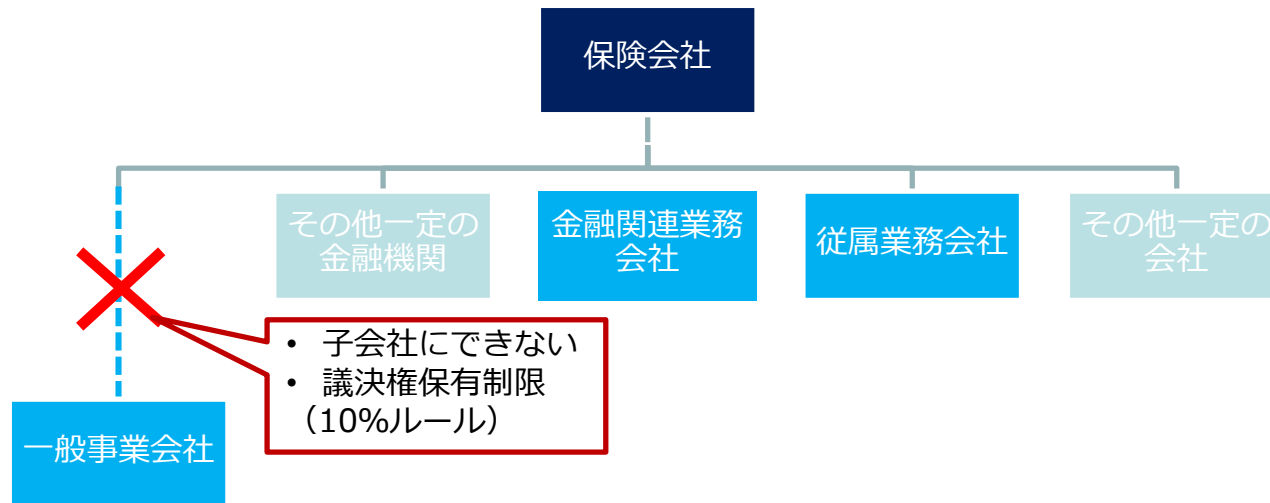 保険会社
その他一定の
金融機関
金融関連業務
会社
従属業務会社
その他一定の
会社
• 子会社にできない
• 議決権保有制限
（10%ルール）
一般事業会社